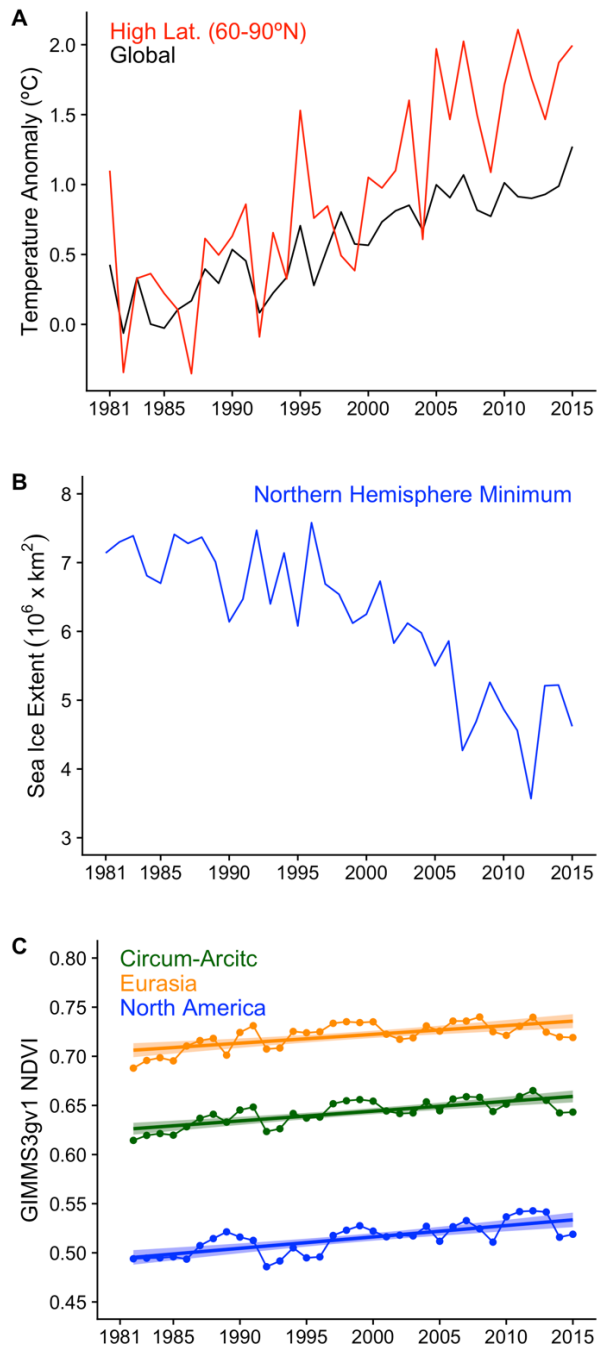 A
High Lat. (60-90ºN)
Global
Temperature Anomaly (ºC)
2.0
1.5
1.0
0.5
0.0
1981 1985 1990 1995 2000 2005 2010 2015
B
Northern Hemisphere Minimum
Sea Ice Extent (10⁶ x km²)
8
7
6
5
4
3
1981 1985 1990 1995 2000 2005 2010 2015
C
Circum-Arcitc
Eurasia
North America
GIMMS3gv1 NDVI
0.80
0.75
0.70
0.65
0.60
0.55
0.50
0.45
1981 1985 1990 1995 2000 2005 2010 2015